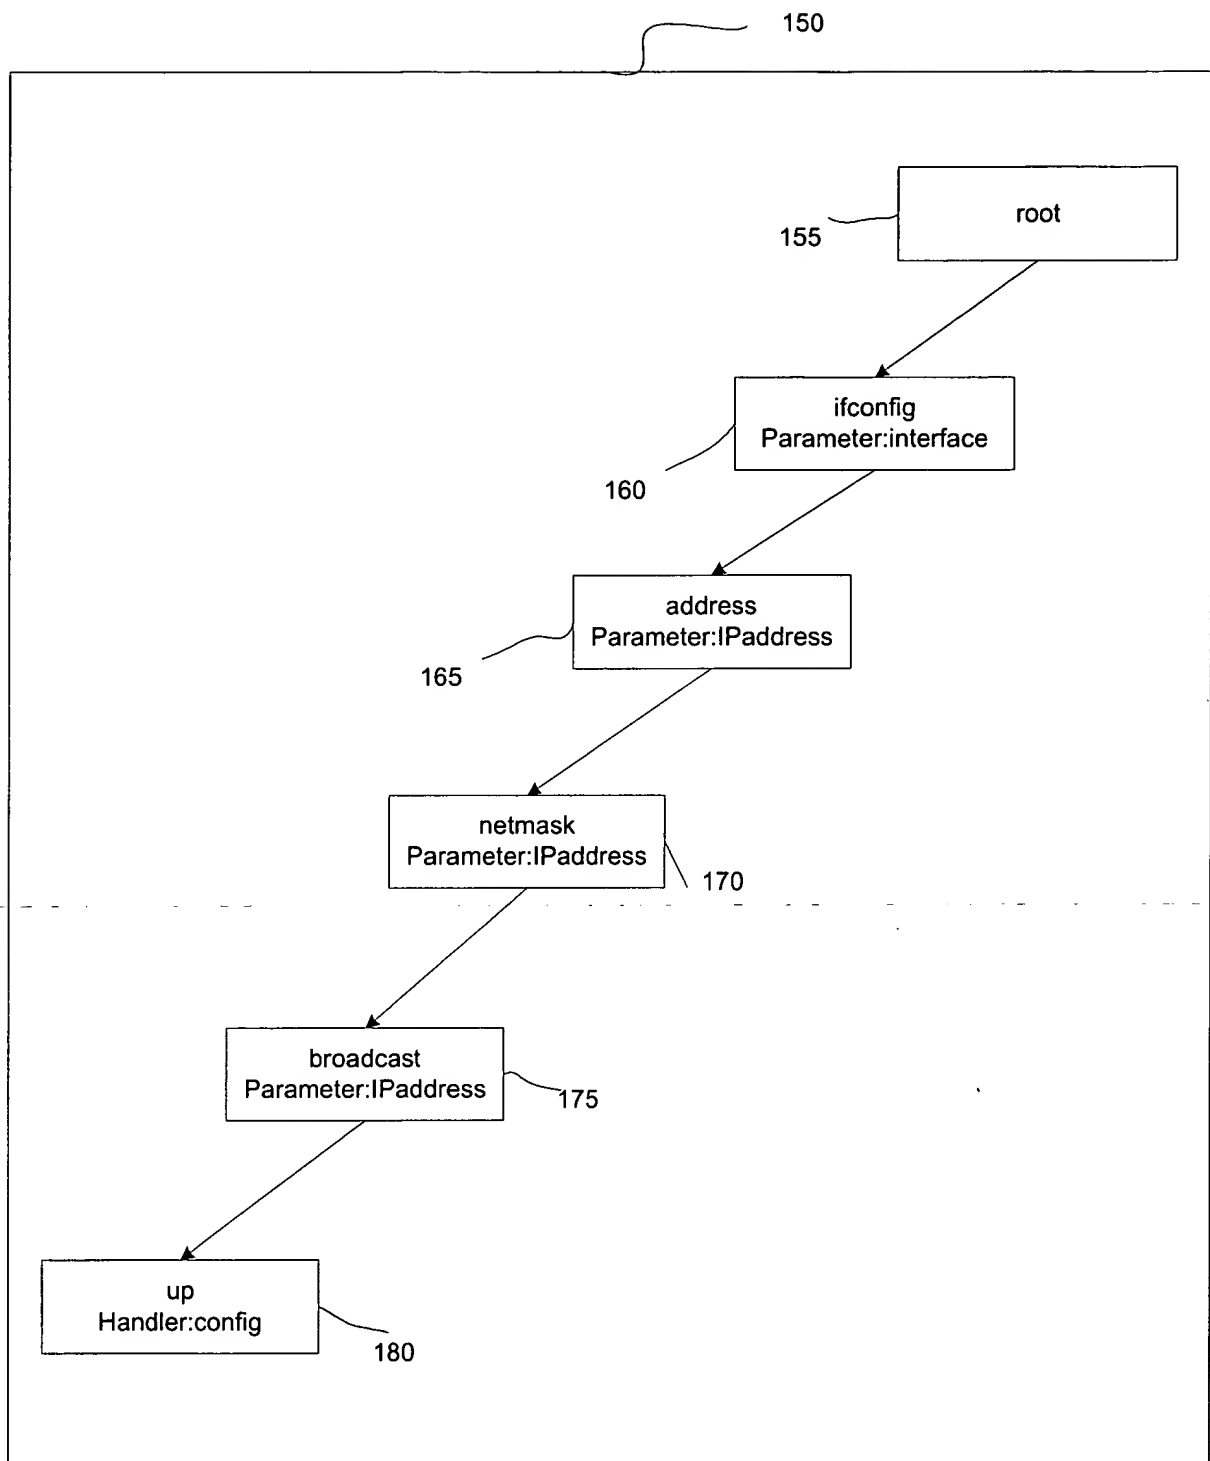 150
root
155
ifconfig
Parameter:interface
160
address
Parameter:IPaddress
165
netmask
Parameter:IPaddress
170
broadcast
Parameter:IPaddress
175
up
Handler:config
180